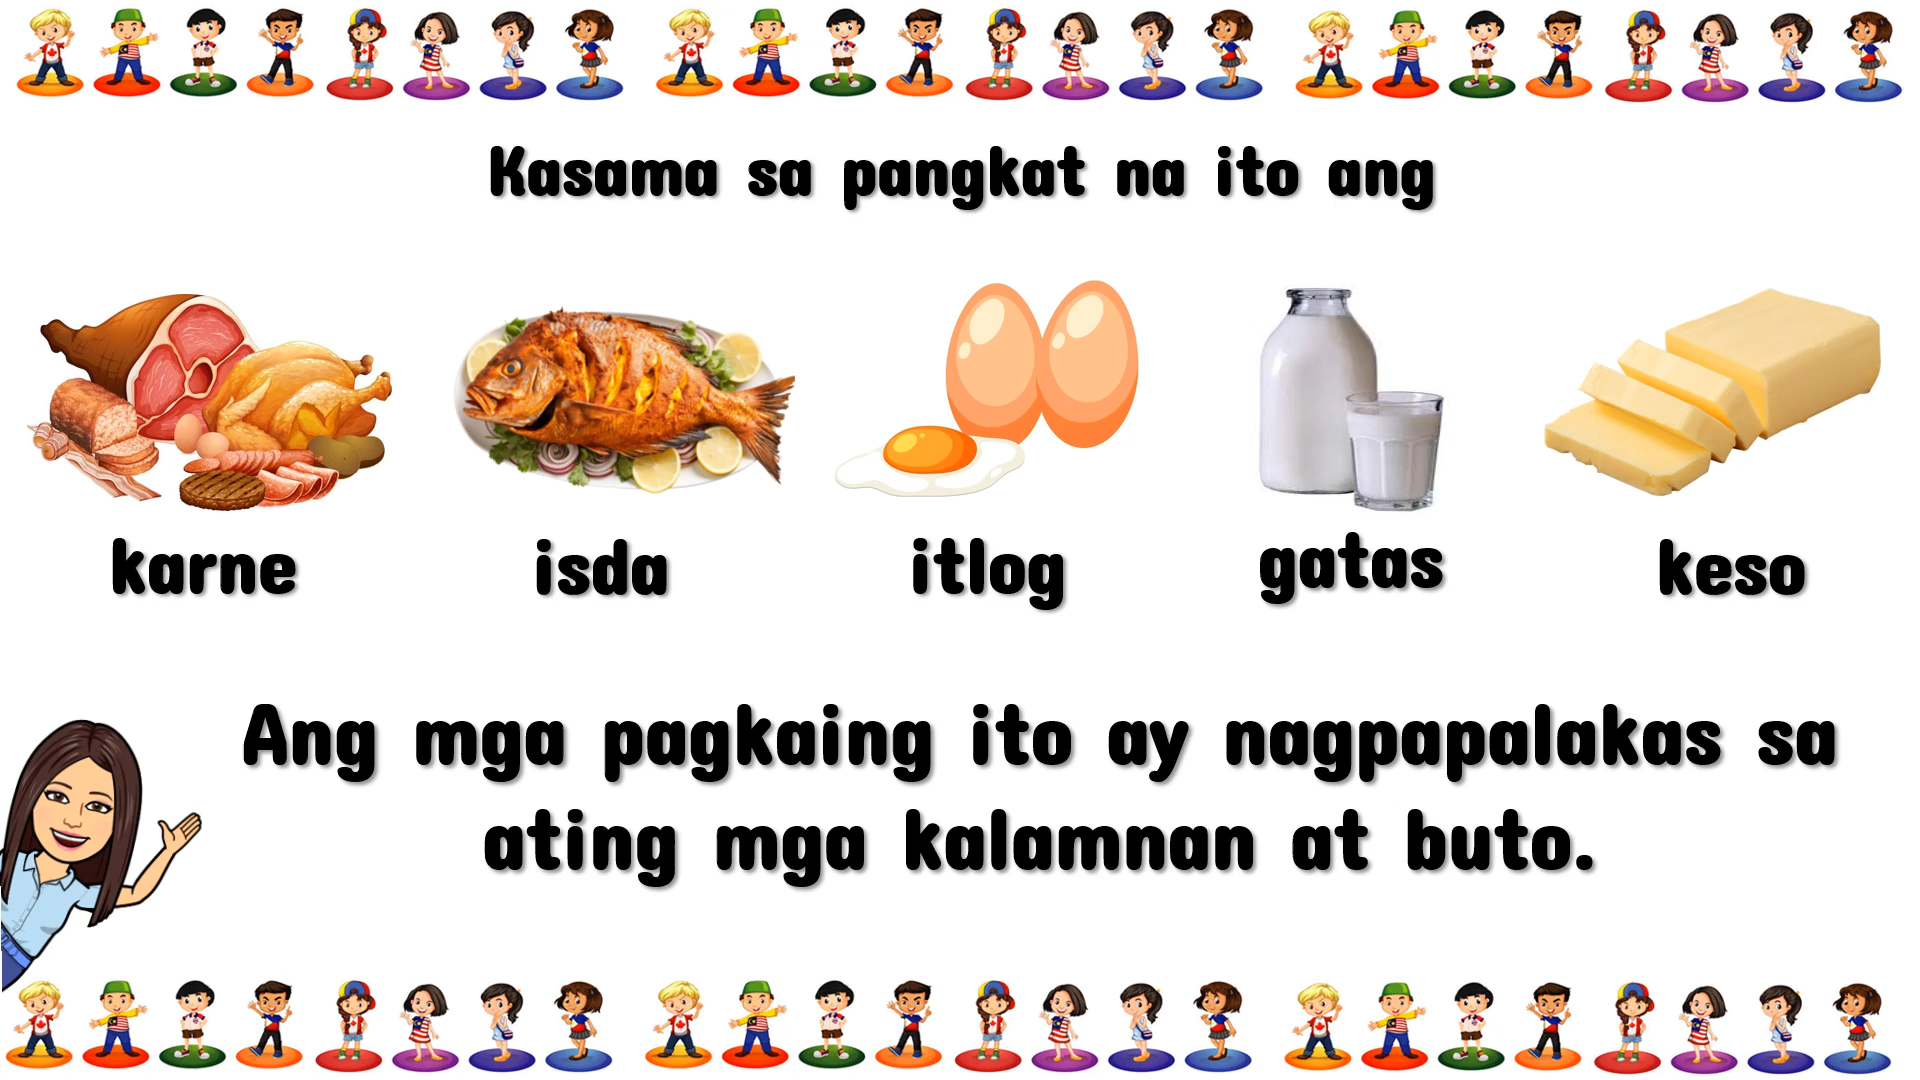 Kasama sa pangkat na ito ang
karne
isda
itlog
gatas
keso
Ang mga pagkaing ito ay nagpapalakas sa
ating mga kalamnan at buto.